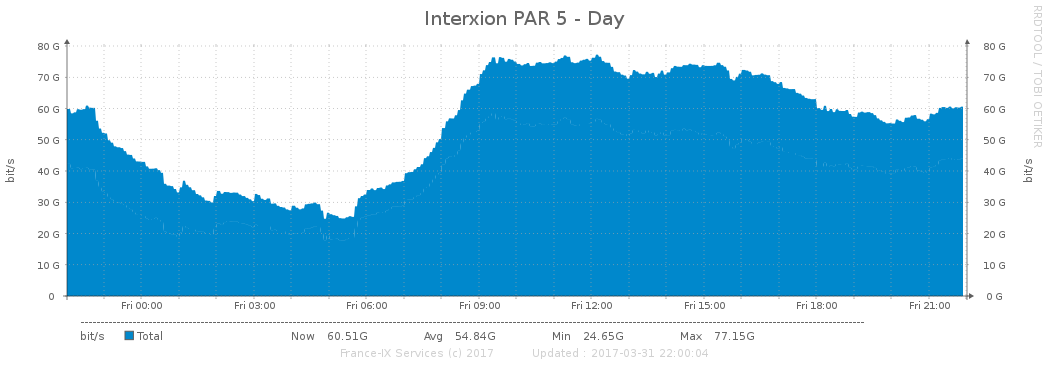 Interxion PAR 5 - Day
RRDTOOL / TOBI OETIKER
bit/s
80 G
70 G
60 G
50 G
40 G
30 G
20 G
10 G
0
80 G
70 G
60 G
50 G
40 G
30 G
20 G
10 G
0 G
bit/s
Fri 00:00 Fri 03:00 Fri 06:00 Fri 09:00 Fri 12:00 Fri 15:00 Fri 18:00 Fri 21:00
bit/s Total Now 60.51G Avg 54.84G Min 24.65G Max 77.15G
France-IX Services (c) 2017 Updated : 2017-03-31 22:00:04